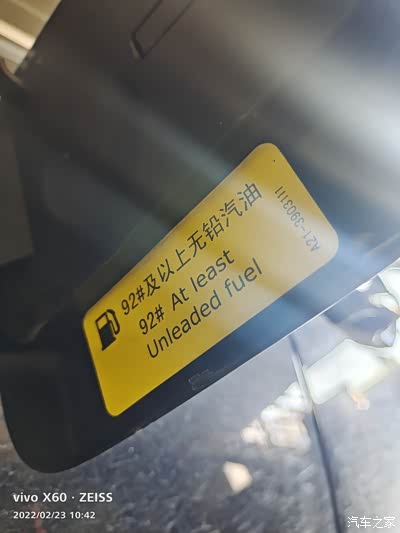 92#及以上无铅汽油
92# At least
Unleaded fuel
A21-3903111
vivo X60 · ZEISS
2022/02/23 10:42
汽车之家